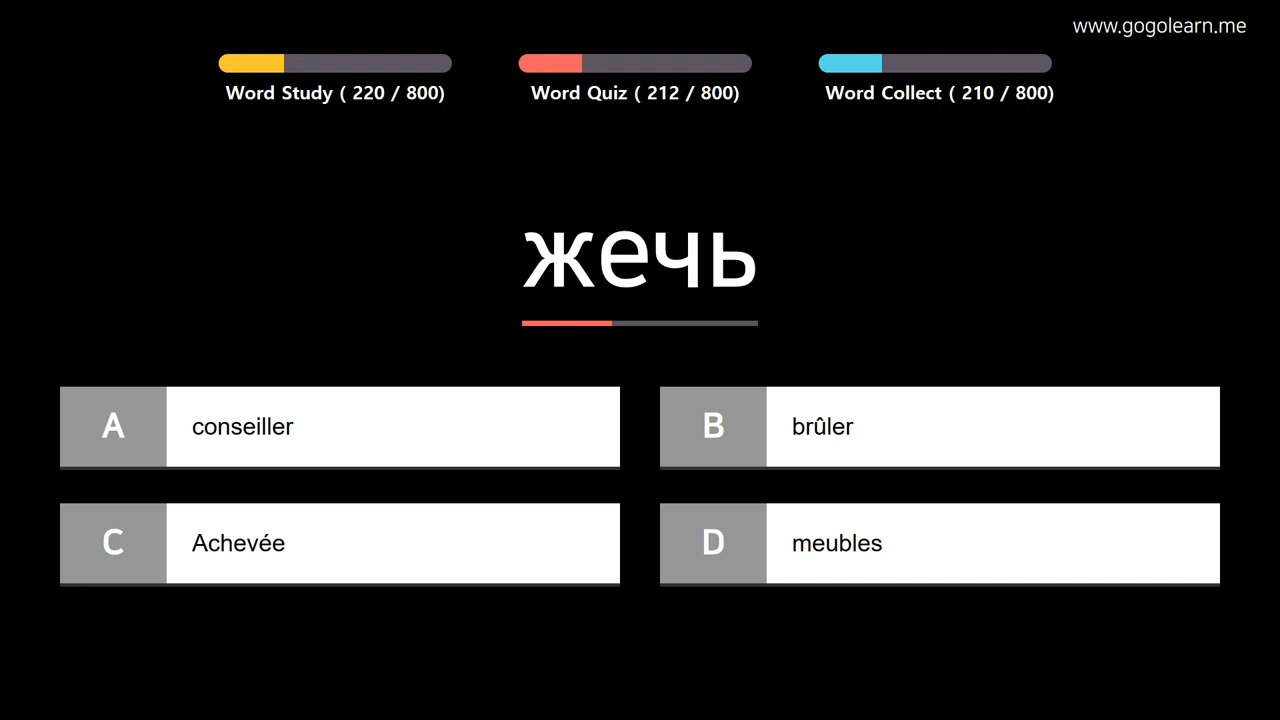 www.gogolearn.me
Word Study ( 220 / 800)
Word Quiz ( 212 / 800)
Word Collect ( 210 / 800)
жечь
A conseiller
B brûler
C Achevée
D meubles